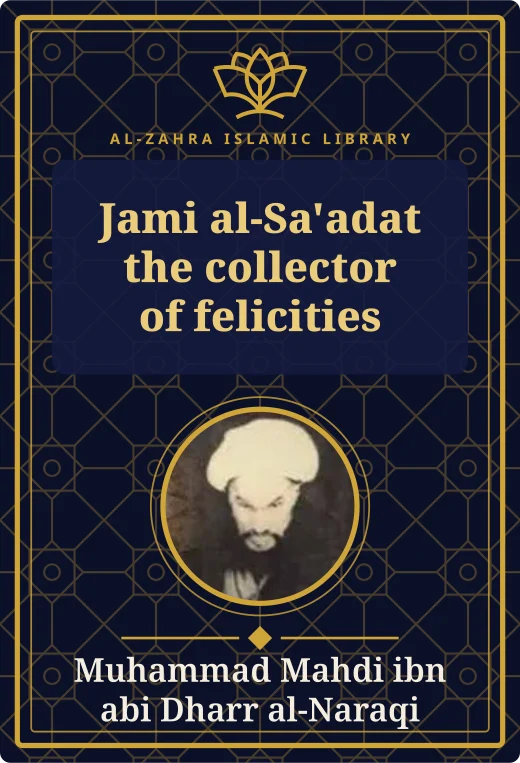 AL-ZAHRA ISLAMIC LIBRARY
Jami al-Sa'adat
the collector
of felicities
Muhammad Mahdi ibn
abi Dharr al-Naraqi